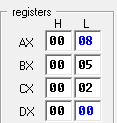 registers
H L
AX 00 08
BX 00 05
CX 00 02
DX 00 00